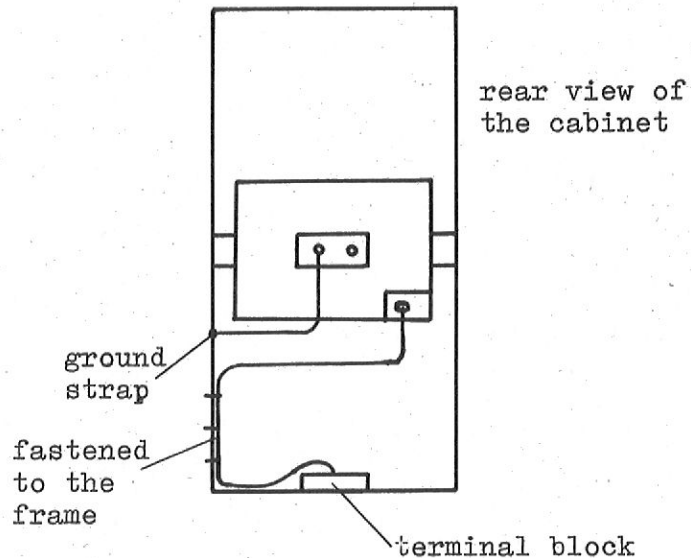 rear view of
the cabinet
ground
strap
fastened
to the
frame
terminal block